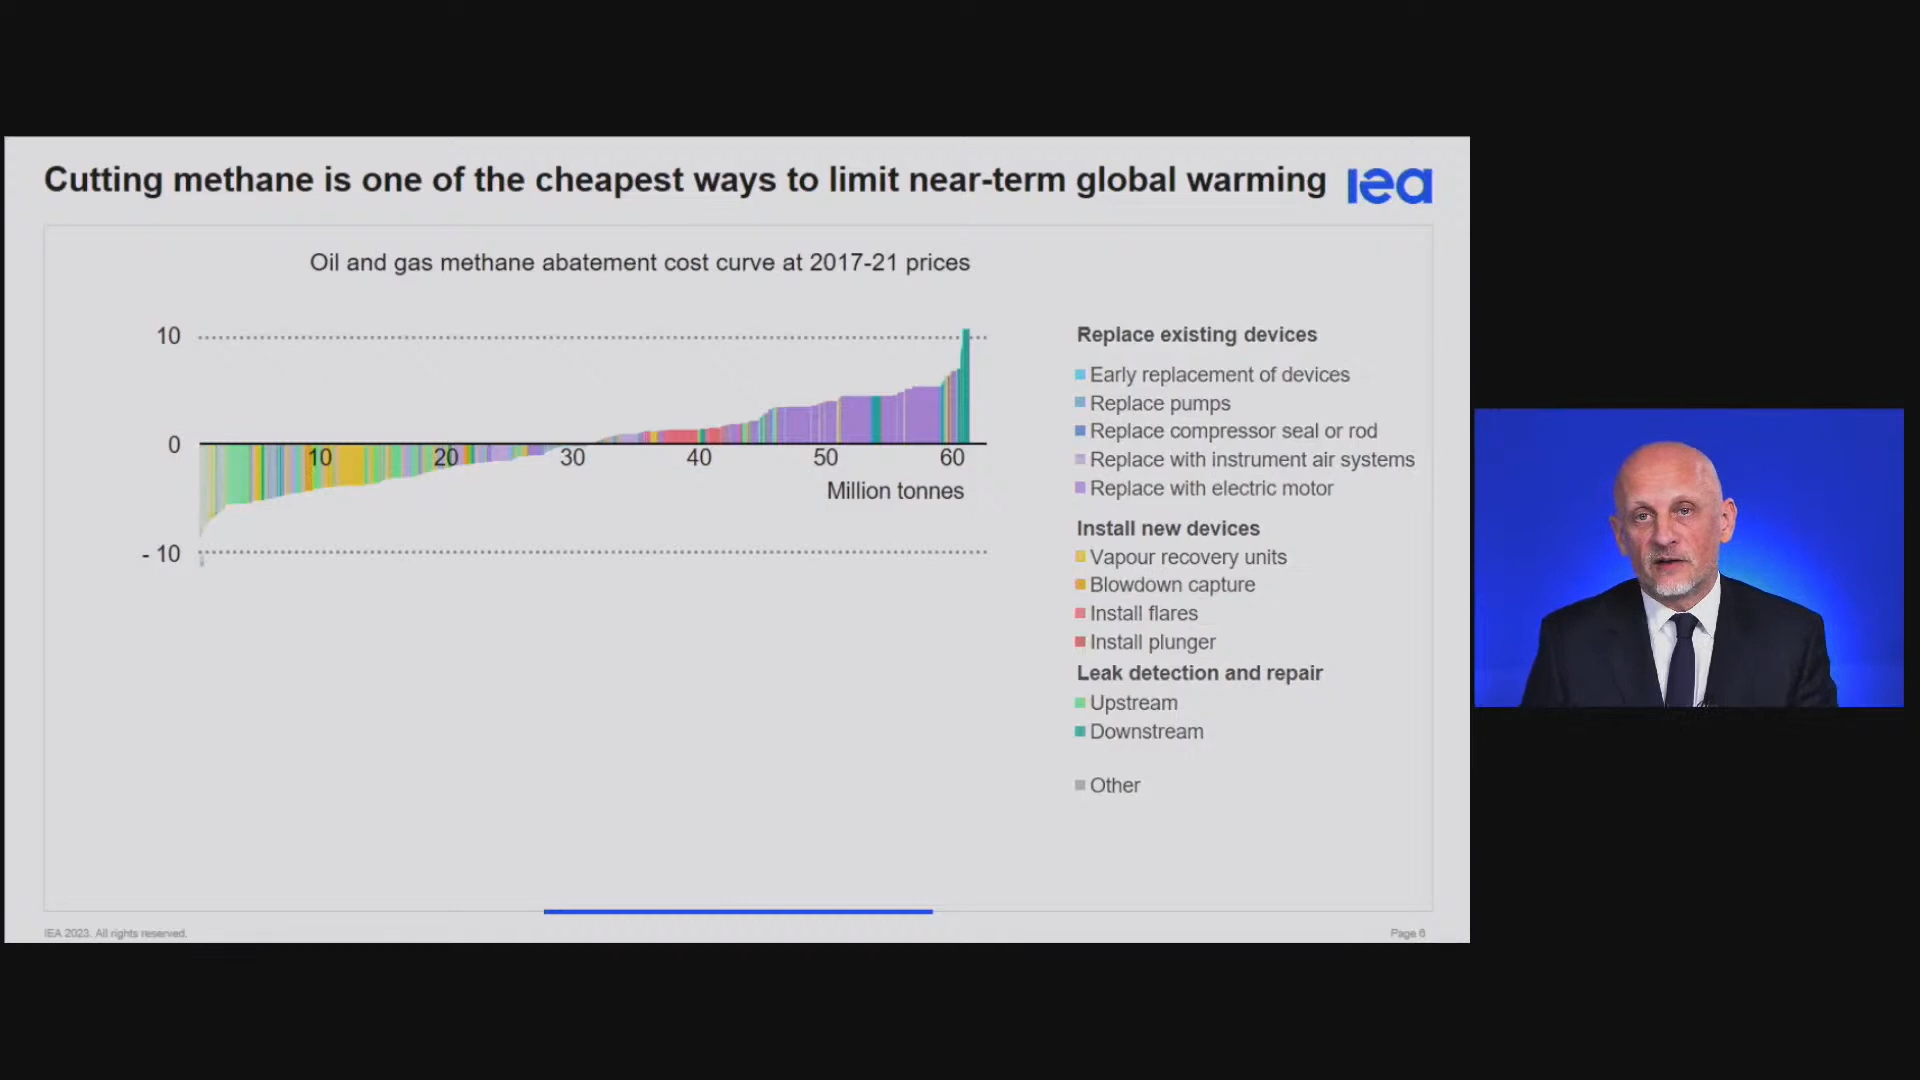 Cutting methane is one of the cheapest ways to limit near-term global warming
iea
Oil and gas methane abatement cost curve at 2017-21 prices
10
0
- 10
10 20 30 40 50 60
Million tonnes
Replace existing devices
Early replacement of devices
Replace pumps
Replace compressor seal or rod
Replace with instrument air systems
Replace with electric motor
Install new devices
Vapour recovery units
Blowdown capture
Install flares
Install plunger
Leak detection and repair
Upstream
Downstream
Other
IEA 2023. All rights reserved.
Page 6